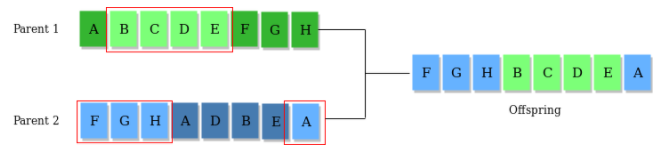 Parent 1 A B C D E F G H
F G H B C D E A
Offspring
Parent 2 F G H A D B E A